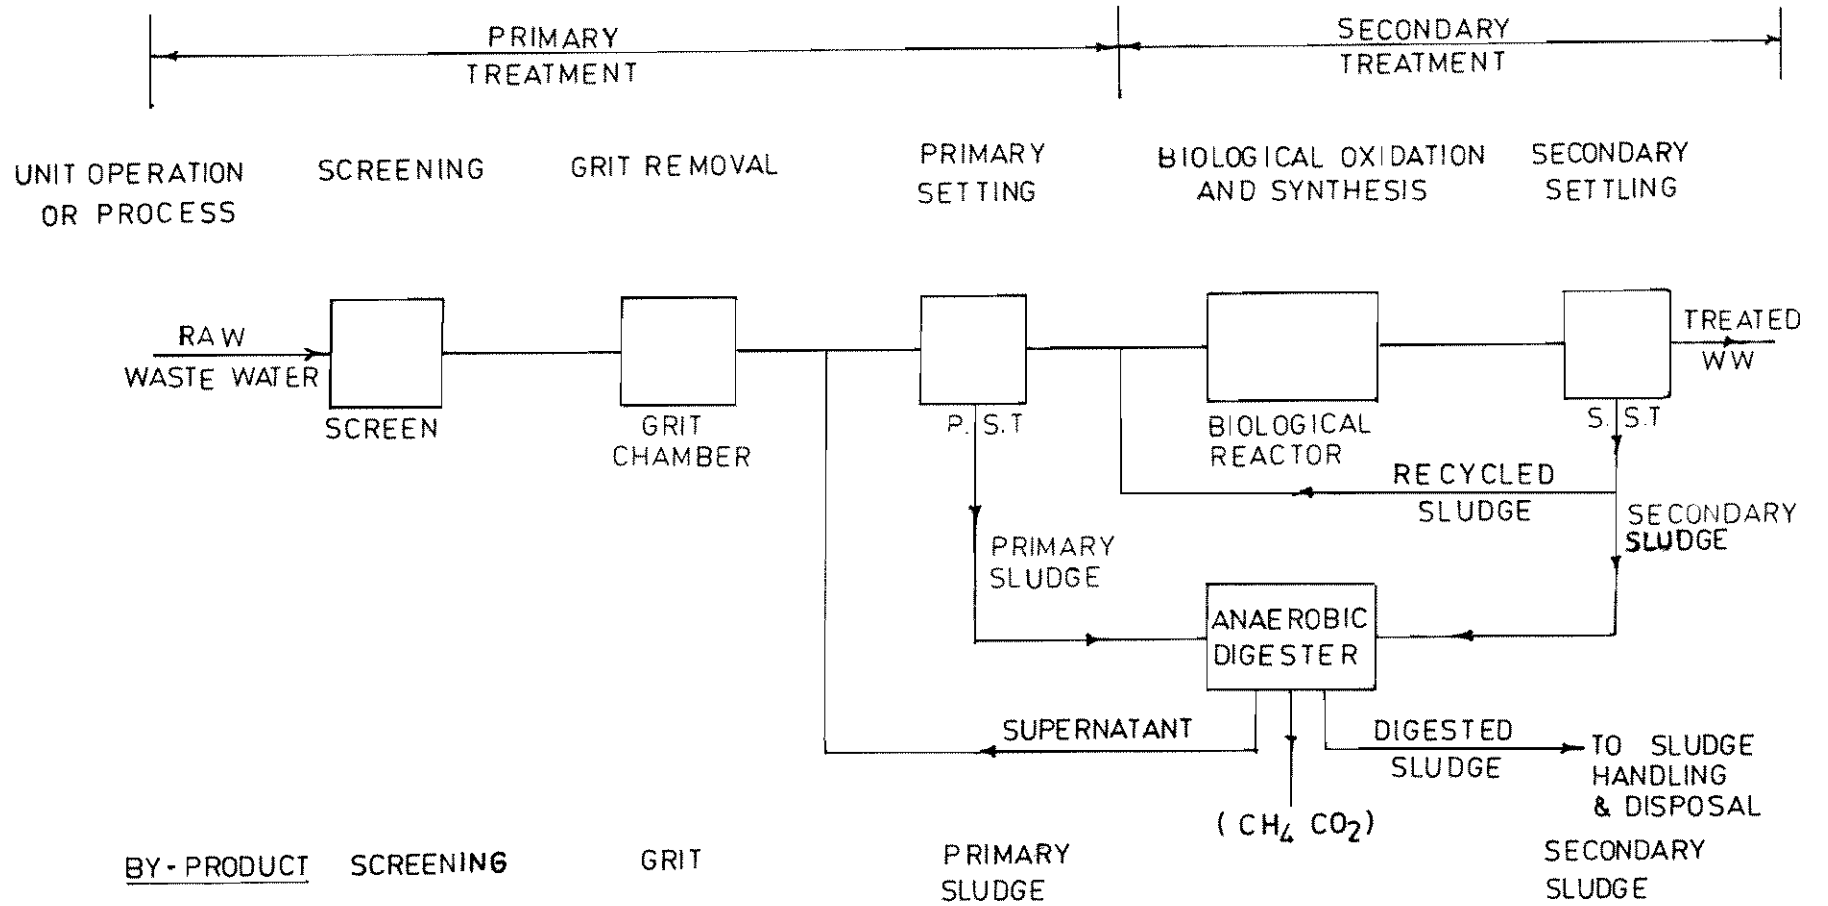 PRIMARY
TREATMENT
SECONDARY
TREATMENT
UNIT OPERATION
OR PROCESS
SCREENING
GRIT REMOVAL
PRIMARY
SETTING
BIOLOGICAL OXIDATION
AND SYNTHESIS
SECONDARY
SETTLING
RAW
WASTE WATER
SCREEN
GRIT
CHAMBER
P. S.T
BIOLOGICAL
REACTOR
S. S.T
TREATED
WW
RECYCLED
SLUDGE
SECONDARY
SLUDGE
PRIMARY
SLUDGE
ANAEROBIC
DIGESTER
SUPERNATANT
DIGESTED
SLUDGE
TO SLUDGE
HANDLING
& DISPOSAL
(CH₄ CO₂)
BY-PRODUCT
SCREENING
GRIT
PRIMARY
SLUDGE
SECONDARY
SLUDGE